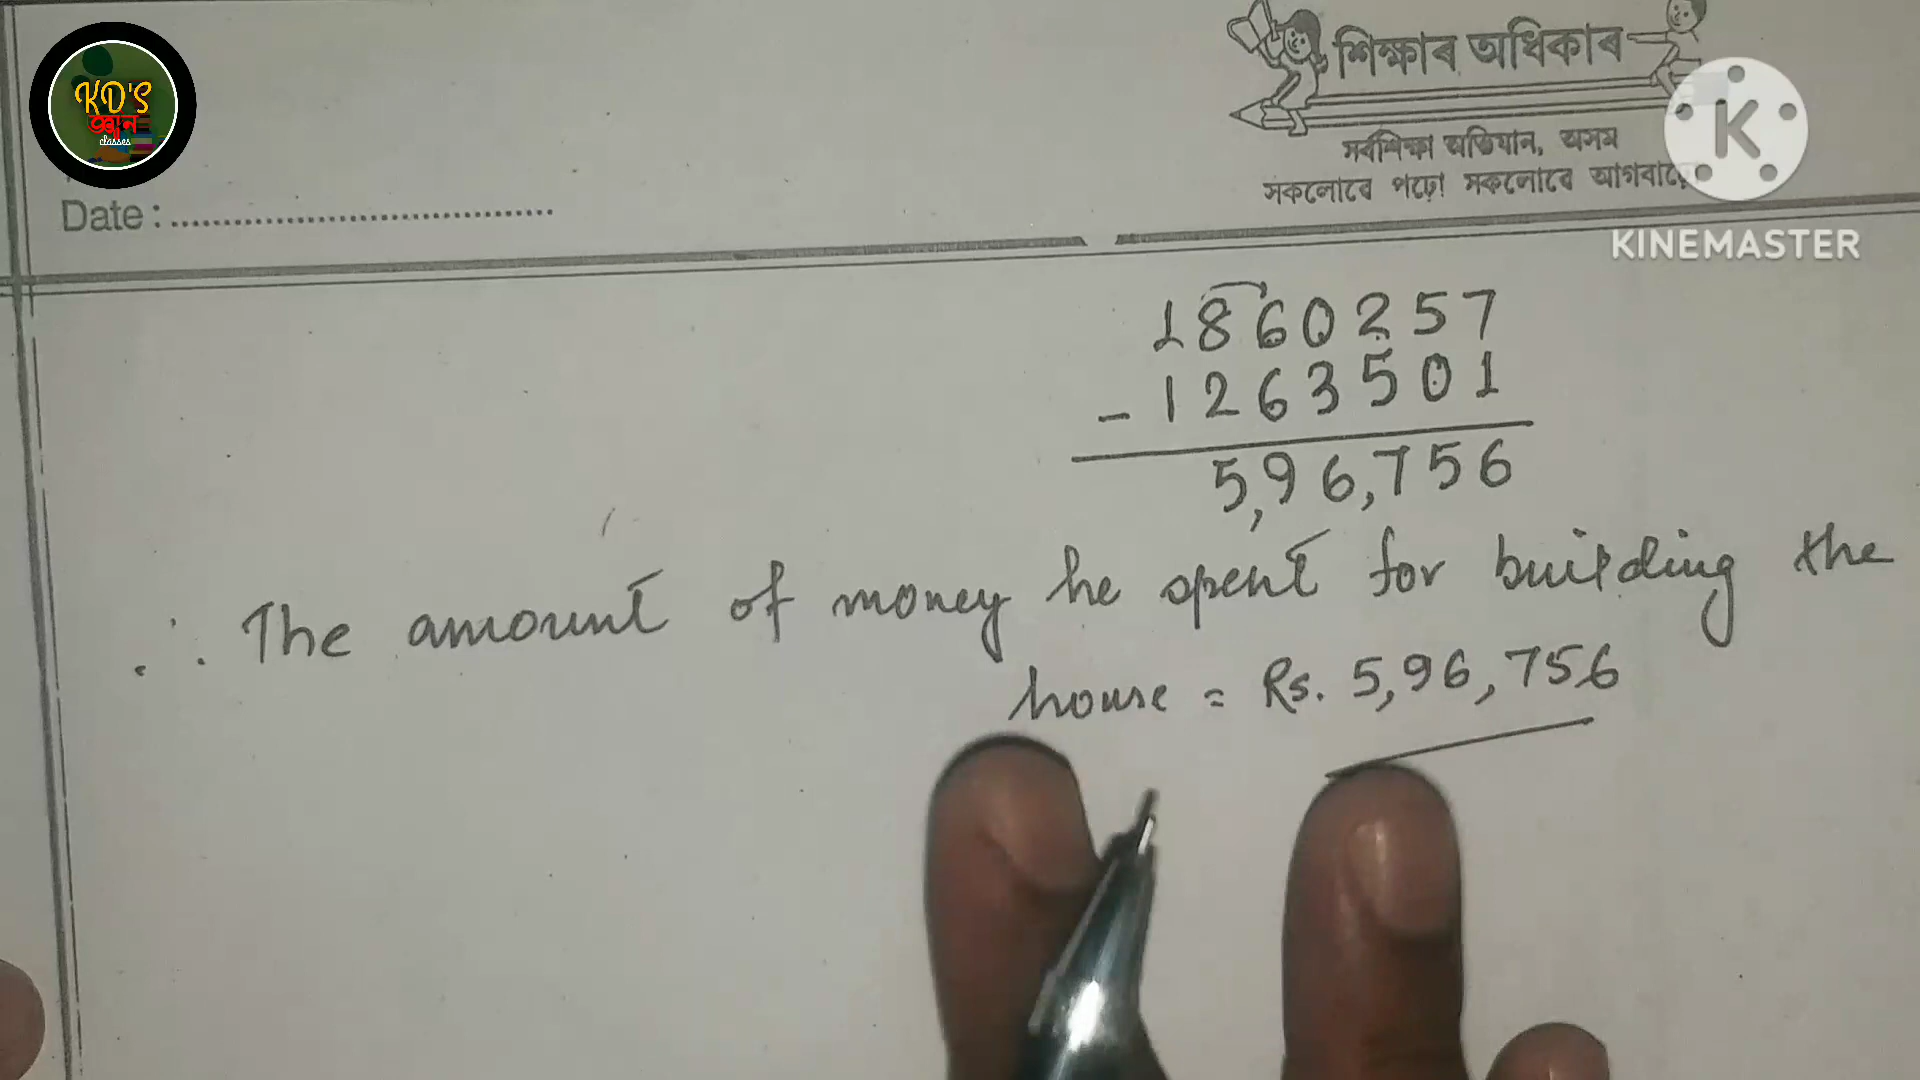 KD'S
জ্ঞান
classes
শিক্ষাৰ অধিকাৰ
সৰ্বশিক্ষা অভিযান, অসম
সকলোৱে পঢ়ো সকলোৱে
K
KINEMASTER
Date :
1860257
- 1263501
5,96,756
∴ The amount of money he spent for building the
house = Rs. 5,96,756